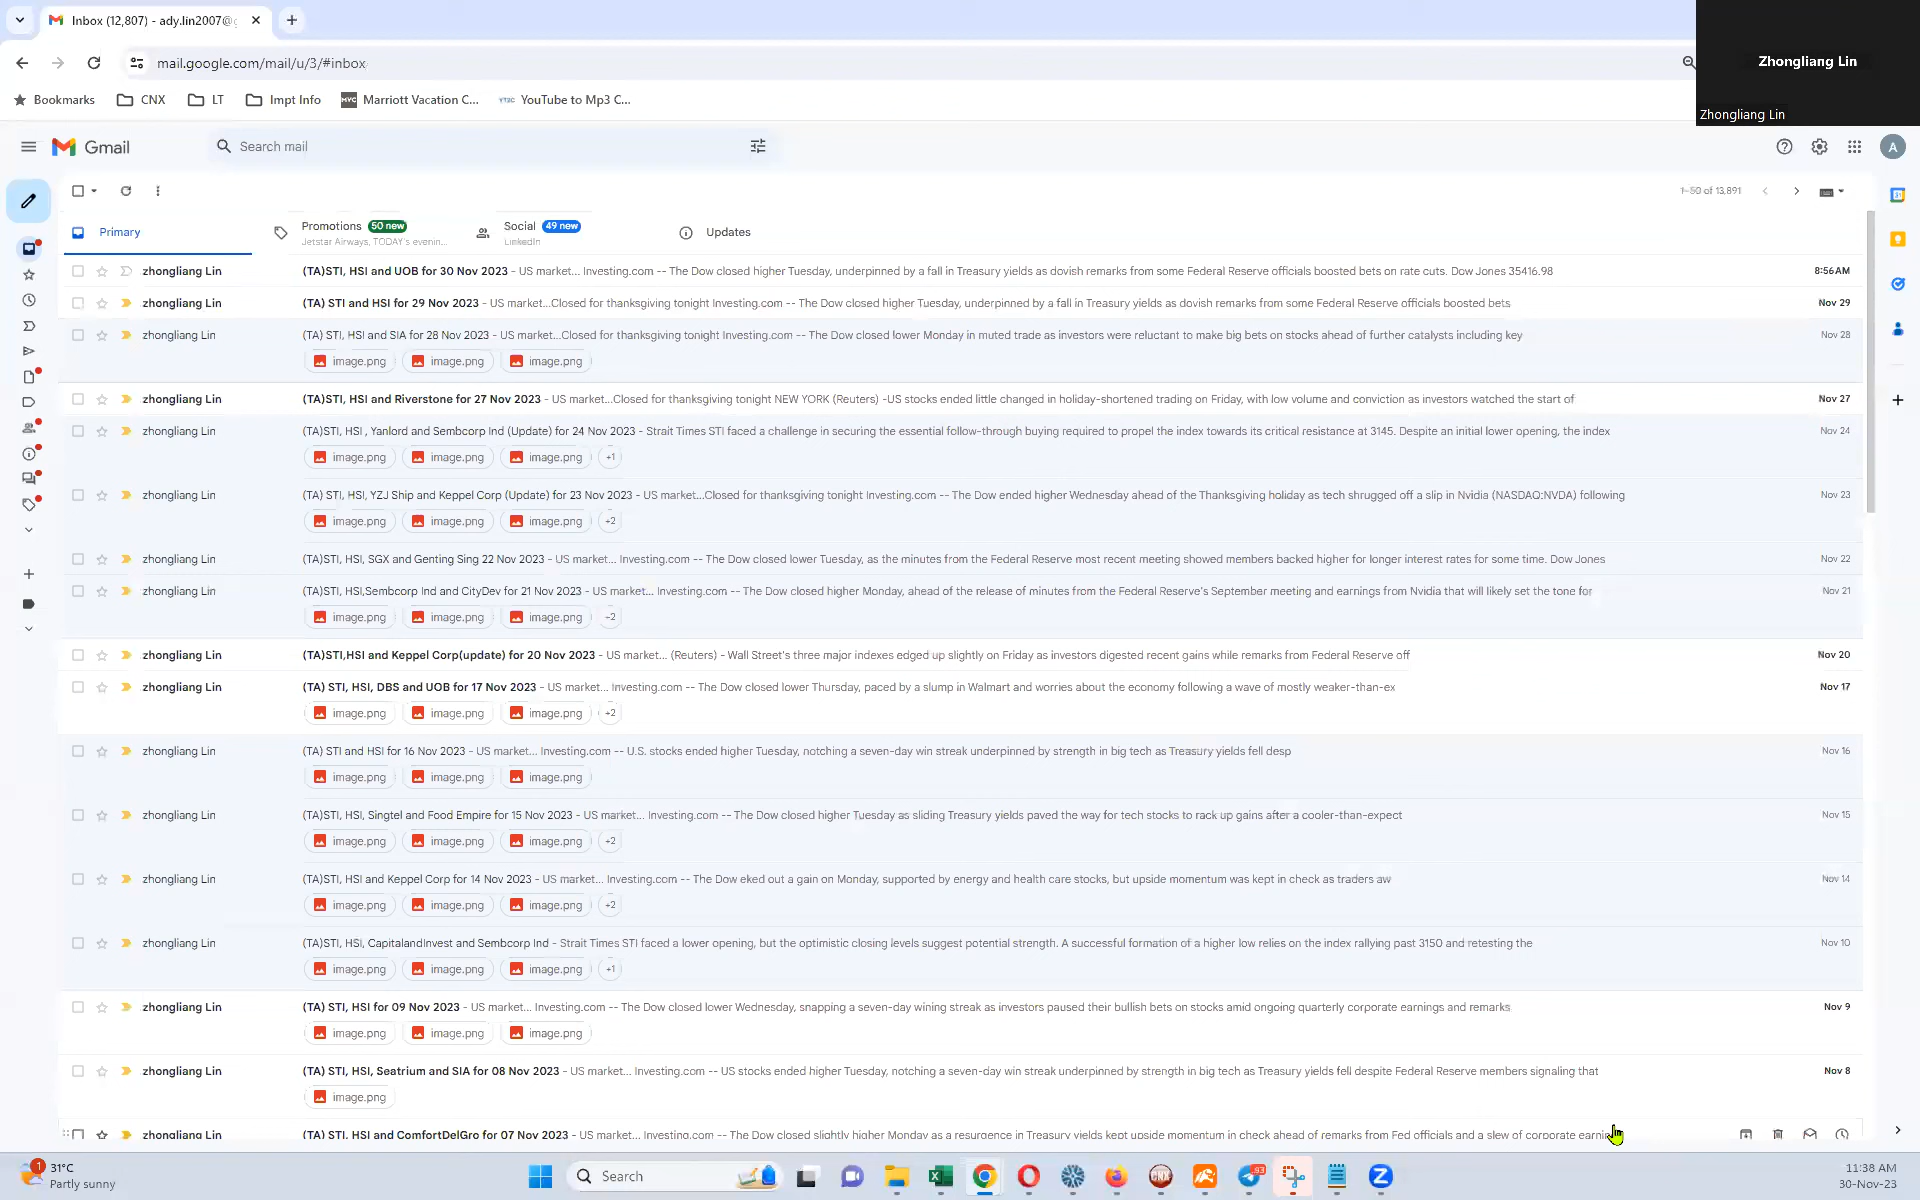 Inbox (12,807) - ady.lin2007@
mail.google.com/mail/u/3/#inbox
Zhongliang Lin
Zhongliang Lin
Bookmarks CNX LT Impt Info MVC Marriott Vacation C... YouTube to Mp3 C...
Gmail Search mail A
1–50 of 13,891
Primary Promotions 50 new Social 49 new Updates
Jetstar Airways, TODAY's evenin... LinkedIn
zhongliang Lin (TA)STI, HSI and UOB for 30 Nov 2023 - US market... Investing.com -- The Dow closed higher Tuesday, underpinned by a fall in Treasury yields as dovish remarks from some Federal Reserve officials boosted bets on rate cuts. Dow Jones 35416.98 8:56 AM
zhongliang Lin (TA) STI and HSI for 29 Nov 2023 - US market...Closed for thanksgiving tonight Investing.com -- The Dow closed higher Tuesday, underpinned by a fall in Treasury yields as dovish remarks from some Federal Reserve officials boosted bets Nov 29
zhongliang Lin (TA) STI, HSI and SIA for 28 Nov 2023 - US market...Closed for thanksgiving tonight Investing.com -- The Dow closed lower Monday in muted trade as investors were reluctant to make big bets on stocks ahead of further catalysts including key Nov 28
image.png image.png image.png
zhongliang Lin (TA)STI, HSI and Riverstone for 27 Nov 2023 - US market...Closed for thanksgiving tonight NEW YORK (Reuters) -US stocks ended little changed in holiday-shortened trading on Friday, with low volume and conviction as investors watched the start of Nov 27
zhongliang Lin (TA)STI, HSI , Yanlord and Sembcorp Ind (Update) for 24 Nov 2023 - Strait Times STI faced a challenge in securing the essential follow-through buying required to propel the index towards its critical resistance at 3145. Despite an initial lower opening, the index Nov 24
image.png image.png image.png +1
zhongliang Lin (TA) STI, HSI, YZJ Ship and Keppel Corp (Update) for 23 Nov 2023 - US market...Closed for thanksgiving tonight Investing.com -- The Dow ended higher Wednesday ahead of the Thanksgiving holiday as tech shrugged off a slip in Nvidia (NASDAQ:NVDA) following Nov 23
image.png image.png image.png +2
zhongliang Lin (TA)STI, HSI, SGX and Genting Sing 22 Nov 2023 - US market... Investing.com -- The Dow closed lower Tuesday, as the minutes from the Federal Reserve most recent meeting showed members backed higher for longer interest rates for some time. Dow Jones Nov 22
zhongliang Lin (TA)STI, HSI,Sembcorp Ind and CityDev for 21 Nov 2023 - US market... Investing.com -- The Dow closed higher Monday, ahead of the release of minutes from the Federal Reserve's September meeting and earnings from Nvidia that will likely set the tone for Nov 21
image.png image.png image.png +2
zhongliang Lin (TA)STI,HSI and Keppel Corp(update) for 20 Nov 2023 - US market... (Reuters) - Wall Street's three major indexes edged up slightly on Friday as investors digested recent gains while remarks from Federal Reserve off Nov 20
zhongliang Lin (TA) STI, HSI, DBS and UOB for 17 Nov 2023 - US market... Investing.com -- The Dow closed lower Thursday, paced by a slump in Walmart and worries about the economy following a wave of mostly weaker-than-ex Nov 17
image.png image.png image.png +2
zhongliang Lin (TA) STI and HSI for 16 Nov 2023 - US market... Investing.com -- U.S. stocks ended higher Tuesday, notching a seven-day win streak underpinned by strength in big tech as Treasury yields fell desp Nov 16
image.png image.png image.png
zhongliang Lin (TA)STI, HSI, Singtel and Food Empire for 15 Nov 2023 - US market... Investing.com -- The Dow closed higher Tuesday as sliding Treasury yields paved the way for tech stocks to rack up gains after a cooler-than-expect Nov 15
image.png image.png image.png +2
zhongliang Lin (TA)STI, HSI and Keppel Corp for 14 Nov 2023 - US market... Investing.com -- The Dow eked out a gain on Monday, supported by energy and health care stocks, but upside momentum was kept in check as traders aw Nov 14
image.png image.png image.png +2
zhongliang Lin (TA)STI, HSI, CapitalandInvest and Sembcorp Ind - Strait Times STI faced a lower opening, but the optimistic closing levels suggest potential strength. A successful formation of a higher low relies on the index rallying past 3150 and retesting the Nov 10
image.png image.png image.png +1
zhongliang Lin (TA) STI, HSI for 09 Nov 2023 - US market... Investing.com -- The Dow closed lower Wednesday, snapping a seven-day wining streak as investors paused their bullish bets on stocks amid ongoing quarterly corporate earnings and remarks Nov 9
image.png image.png image.png
zhongliang Lin (TA) STI, HSI, Seatrium and SIA for 08 Nov 2023 - US market... Investing.com -- US stocks ended higher Tuesday, notching a seven-day win streak underpinned by strength in big tech as Treasury yields fell despite Federal Reserve members signaling that Nov 8
image.png
zhongliang Lin (TA) STI, HSI and ComfortDelGro for 07 Nov 2023 - US market... Investing.com -- The Dow closed slightly higher Monday as a resurgence in Treasury yields kept upside momentum in check ahead of remarks from Fed officials and a slew of corporate earnin
1 31°C
Partly sunny
Search
CNX
93
11:38 AM
30-Nov-23